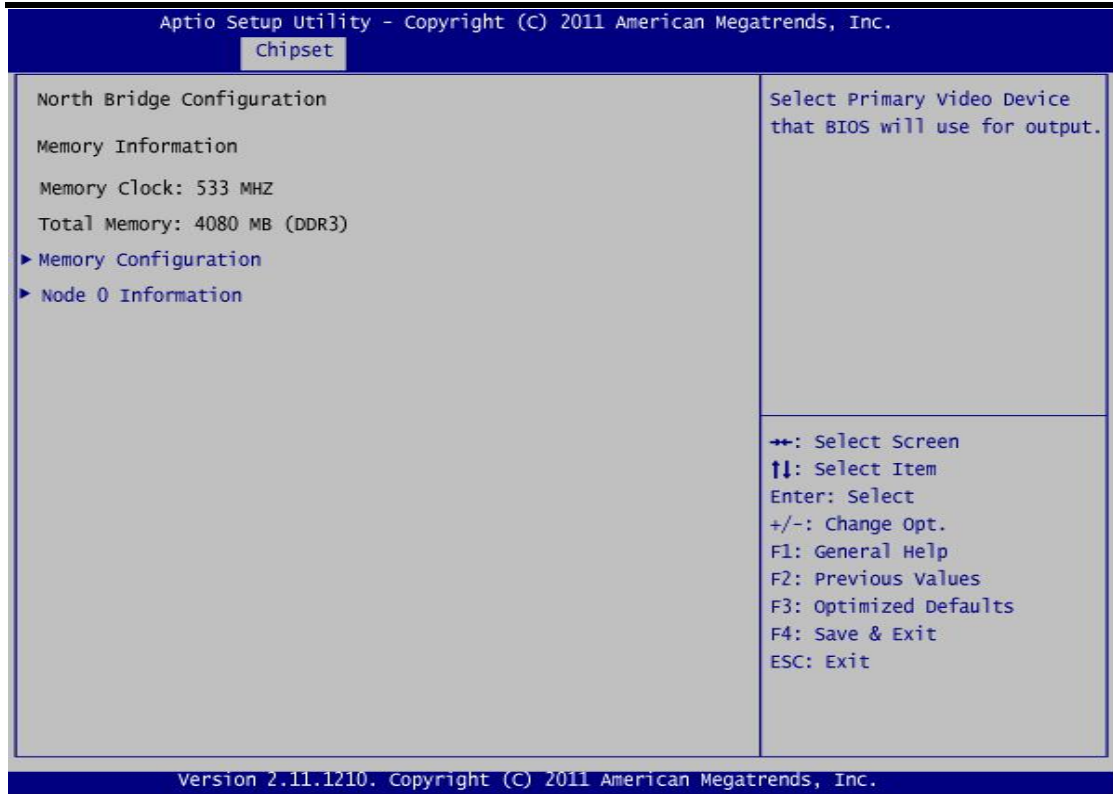 Aptio Setup Utility - Copyright (C) 2011 American Megatrends, Inc.
Chipset
North Bridge Configuration
Memory Information
Memory Clock: 533 MHZ
Total Memory: 4080 MB (DDR3)
▶ Memory Configuration
▶ Node 0 Information
Select Primary Video Device
that BIOS will use for output.
→←: Select Screen
↑↓: Select Item
Enter: Select
+/-: Change Opt.
F1: General Help
F2: Previous Values
F3: Optimized Defaults
F4: Save & Exit
ESC: Exit
Version 2.11.1210. Copyright (C) 2011 American Megatrends, Inc.